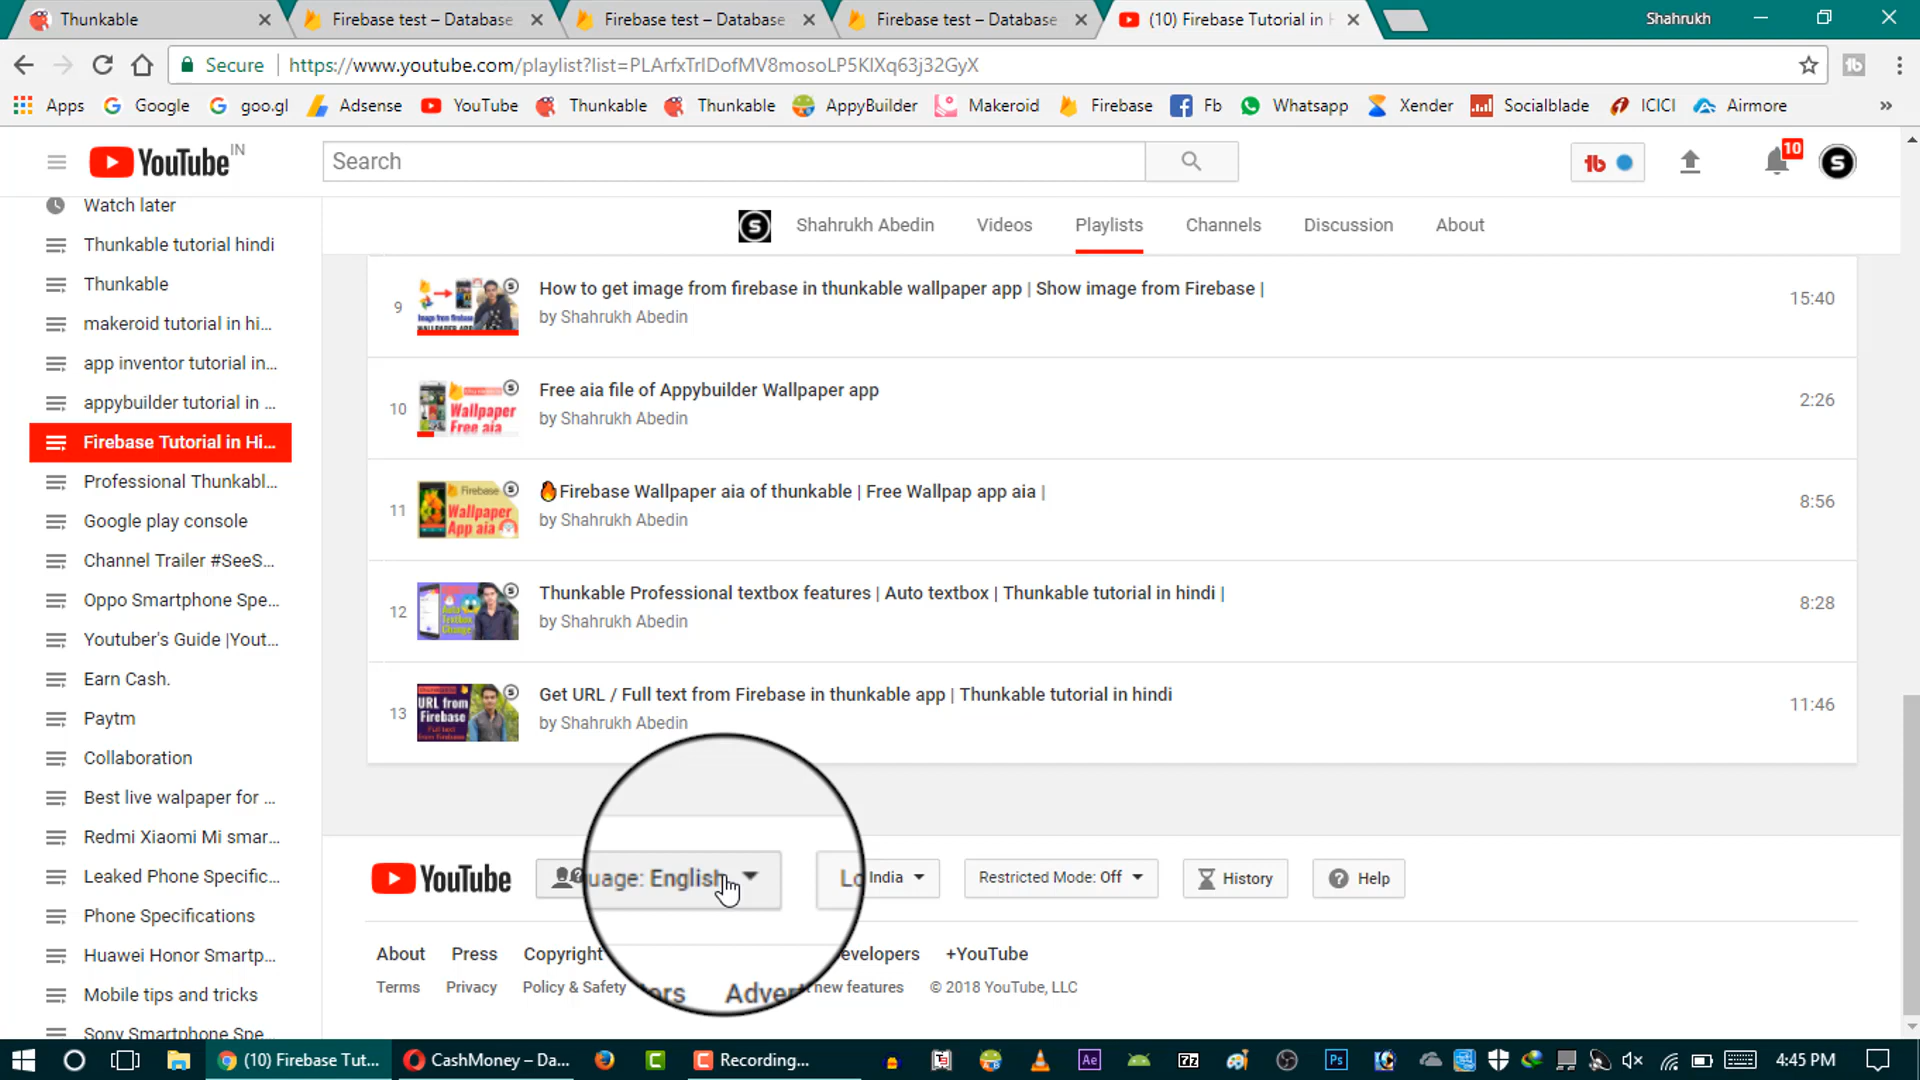 Thunkable
Firebase test – Database
Firebase test – Database
Firebase test – Database
(10) Firebase Tutorial in
Shahrukh
Secure
https://www.youtube.com/playlist?list=PLArfxTrlDofMV8mosoLP5KlXq63j32GyX
Apps
Google
goo.gl
Adsense
YouTube
Thunkable
Thunkable
AppyBuilder
Makeroid
Firebase
Fb
Whatsapp
Xender
Socialblade
ICICI
Airmore
YouTube IN
Search
10
Watch later
Thunkable tutorial hindi
Thunkable
makeroid tutorial in hi...
app inventor tutorial in...
appybuilder tutorial in ...
Firebase Tutorial in Hi...
Professional Thunkabl...
Google play console
Channel Trailer #SeeS...
Oppo Smartphone Spe...
Youtuber's Guide |Yout...
Earn Cash.
Paytm
Collaboration
Best live walpaper for ...
Redmi Xiaomi Mi smar...
Leaked Phone Specific...
Phone Specifications
Huawei Honor Smartp...
Mobile tips and tricks
Sony Smartphone Spe
Shahrukh Abedin
Videos
Playlists
Channels
Discussion
About
9
How to get image from firebase in thunkable wallpaper app | Show image from Firebase |
by Shahrukh Abedin
15:40
10
Wallpaper
Free aia
Free aia file of Appybuilder Wallpaper app
by Shahrukh Abedin
2:26
11
Firebase
Wallpaper
App aia
🔥Firebase Wallpaper aia of thunkable | Free Wallpap app aia |
by Shahrukh Abedin
8:56
12
Thunkable Professional textbox features | Auto textbox | Thunkable tutorial in hindi |
by Shahrukh Abedin
8:28
13
URL from
Firebase
Get URL / Full text from Firebase in thunkable app | Thunkable tutorial in hindi
by Shahrukh Abedin
11:46
YouTube
uage: English
Lo
India
Restricted Mode: Off
History
Help
About
Press
Copyright
evelopers
+YouTube
Terms
Privacy
Policy & Safety
ors
Adver
new features
© 2018 YouTube, LLC
(10) Firebase Tut...
CashMoney – Da...
Recording...
Ae
Ps
4:45 PM